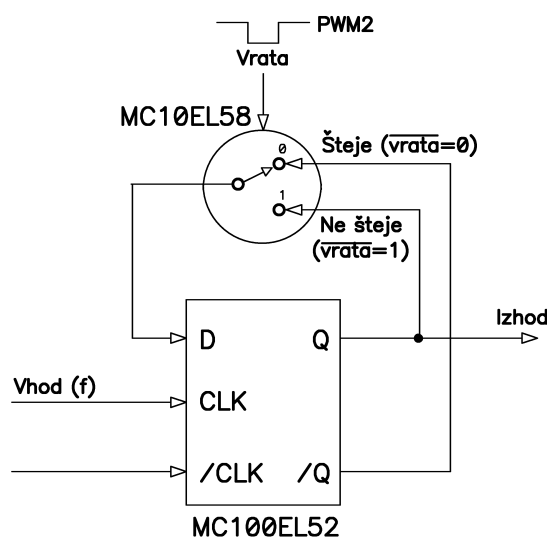 PWM2
Vrata
MC10EL58
0
Šteje (vrata=0)
1
Ne šteje
(vrata=1)
Izhod
D
Q
Vhod (f)
CLK
/CLK
/Q
MC100EL52